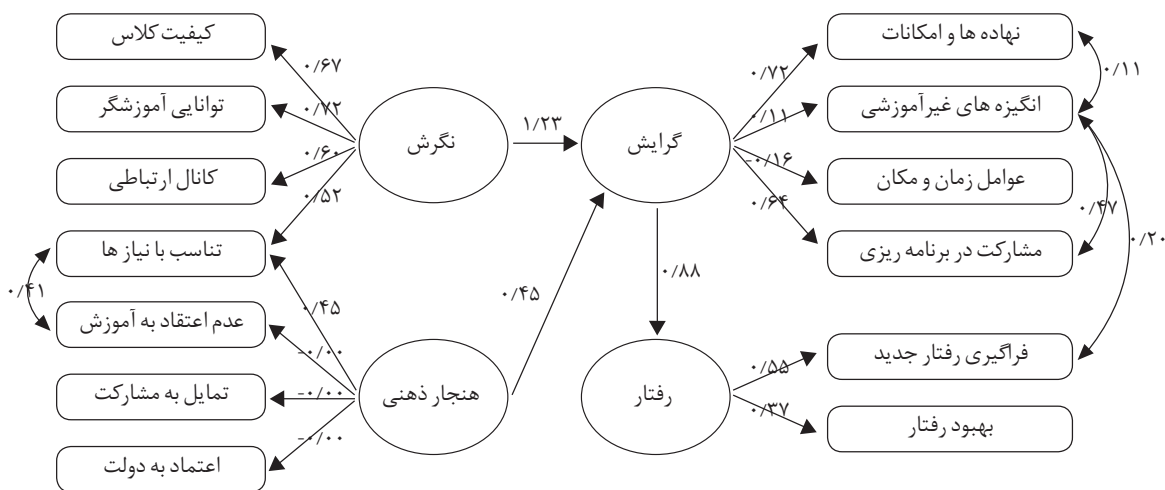 کیفیت کلاس
نهاده ها و امکانات
۰/۶۷
۰/۷۲
۰/۱۱
توانایی آموزشگر
انگیزه های غیرآموزشی
۰/۷۲
۰/۱۱
نگرش
۱/۲۳
گرایش
۰/۶۰
-۰/۱۶
کانال ارتباطی
عوامل زمان و مکان
۰/۵۲
۰/۶۴
۰/۴۷
تناسب با نیاز ها
مشارکت در برنامه ریزی
۰/۲۰
۰/۴۱
۰/۴۵
۰/۴۵
۰/۸۸
عدم اعتقاد به آموزش
فراگیری رفتار جدید
-۰/۰۰
۰/۵۵
تمایل به مشارکت
-۰/۰۰
هنجار ذهنی
رفتار
۰/۳۷
بهبود رفتار
-۰/۰۰
اعتماد به دولت